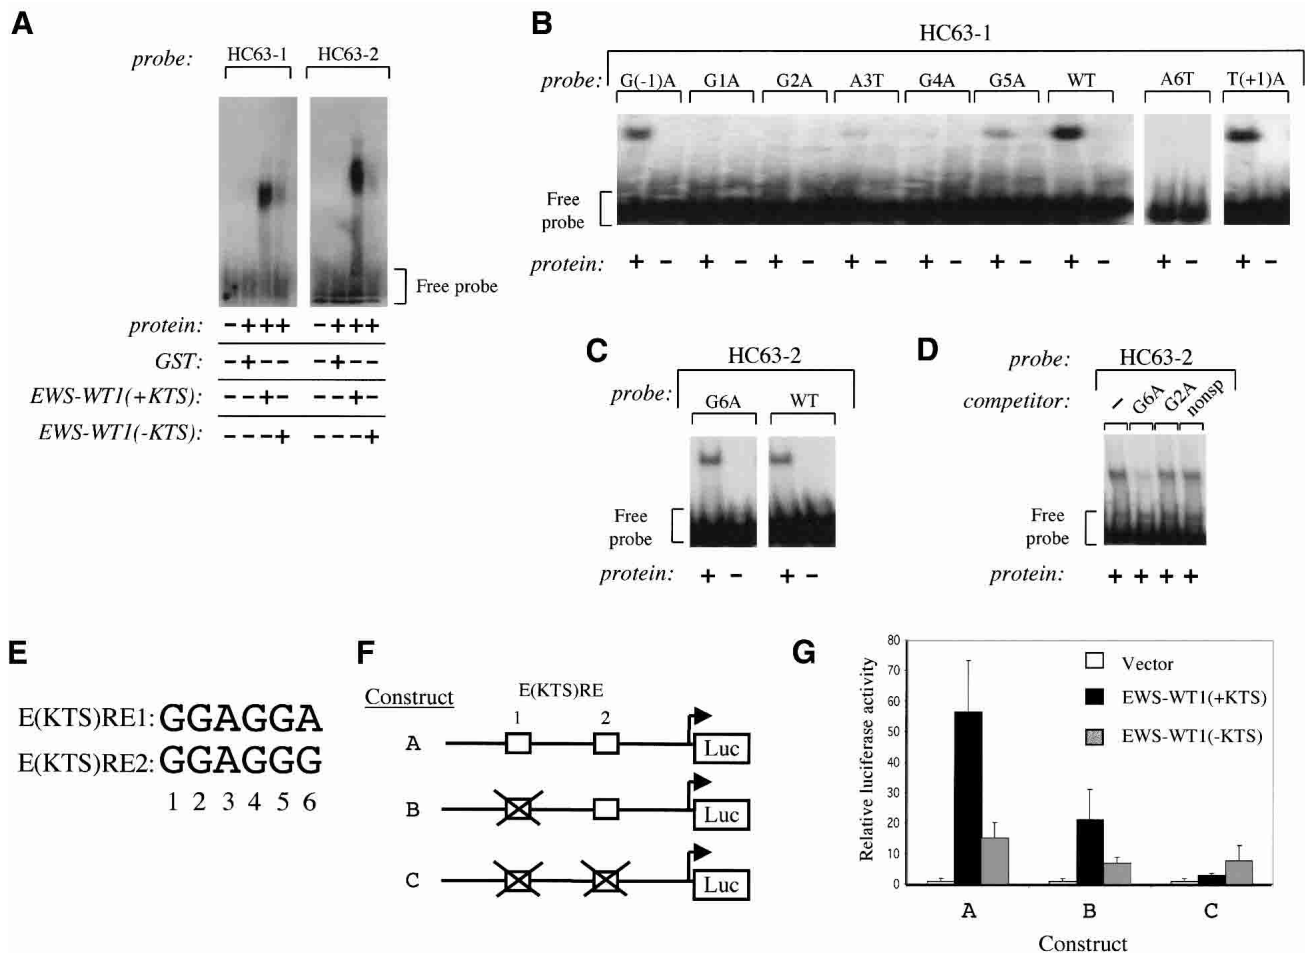 A
probe: HC63-1 HC63-2
Free probe
protein: - + + + - + + +
GST: - + - - - + - -
EWS-WT1(+KTS): - - + - - - + -
EWS-WT1(-KTS): - - - + - - - +
B
HC63-1
probe: G(-1)A G1A G2A A3T G4A G5A WT A6T T(+1)A
Free
probe
protein: + - + - + - + - + - + - + - + - + -
C
HC63-2
probe: G6A WT
Free
probe
protein: + - + -
D
probe: HC63-2
competitor: - G6A G2A nonsp
Free
probe
protein: + + + +
E
E(KTS)RE1: GGAGGA
E(KTS)RE2: GGAGGG
1 2 3 4 5 6
F
Construct E(KTS)RE
1 2
A Luc
B Luc
C Luc
G
Relative luciferase activity
80
70
60
50
40
30
20
10
0
Vector
EWS-WT1(+KTS)
EWS-WT1(-KTS)
A B C
Construct